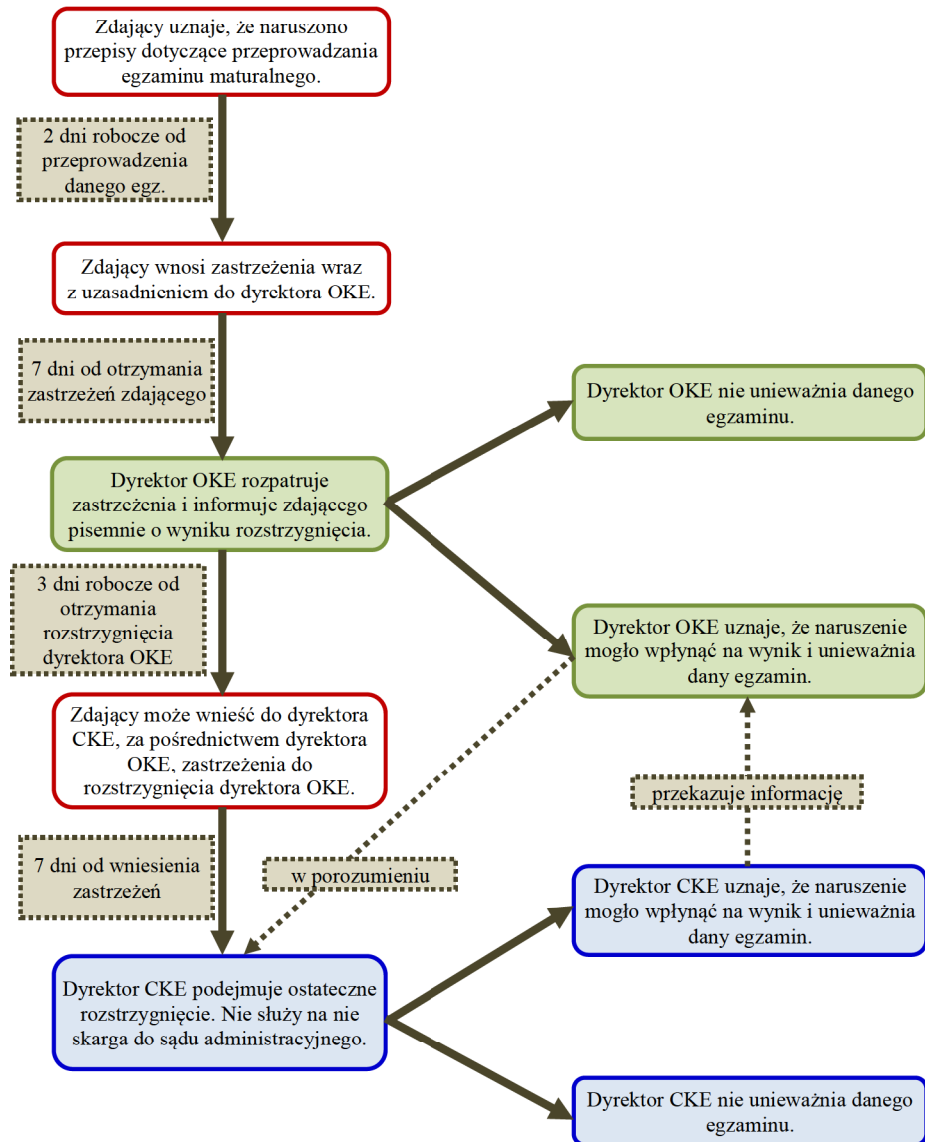 Zdający uznaje, że naruszono
przepisy dotyczące przeprowadzania
egzaminu maturalnego.
2 dni robocze od
przeprowadzenia
danego egz.
Zdający wnosi zastrzeżenia wraz
z uzasadnieniem do dyrektora OKE.
7 dni od otrzymania
zastrzeżeń zdającego
Dyrektor OKE nie unieważnia danego
egzaminu.
Dyrektor OKE rozpatruje
zastrzeżenia i informuje zdającego
pisemnie o wyniku rozstrzygnięcia.
3 dni robocze od
otrzymania
rozstrzygnięcia
dyrektora OKE
Dyrektor OKE uznaje, że naruszenie
mogło wpłynąć na wynik i unieważnia
dany egzamin.
Zdający może wnieść do dyrektora
CKE, za pośrednictwem dyrektora
OKE, zastrzeżenia do
rozstrzygnięcia dyrektora OKE.
przekazuje informację
7 dni od wniesienia
zastrzeżeń
w porozumieniu
Dyrektor CKE uznaje, że naruszenie
mogło wpłynąć na wynik i unieważnia
dany egzamin.
Dyrektor CKE podejmuje ostateczne
rozstrzygnięcie. Nie służy na nie
skarga do sądu administracyjnego.
Dyrektor CKE nie unieważnia danego
egzaminu.